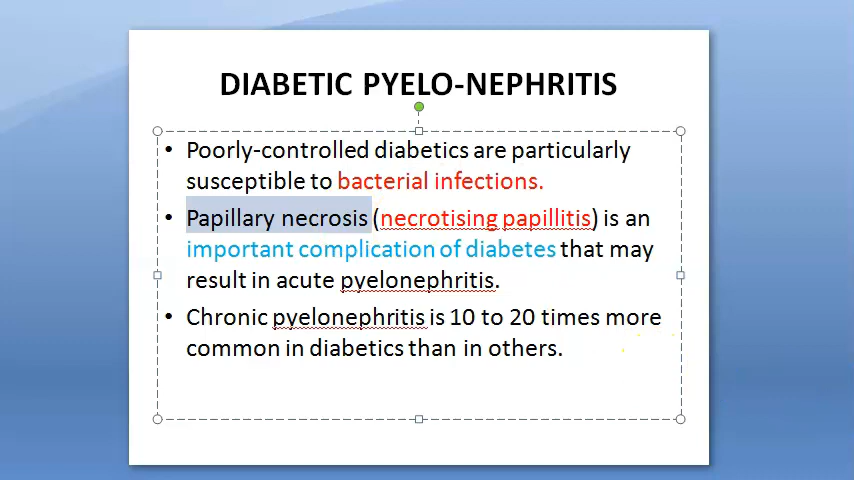 DIABETIC PYELO-NEPHRITIS
• Poorly-controlled diabetics are particularly
susceptible to bacterial infections.
• Papillary necrosis (necrotising papillitis) is an
important complication of diabetes that may
result in acute pyelonephritis.
• Chronic pyelonephritis is 10 to 20 times more
common in diabetics than in others.